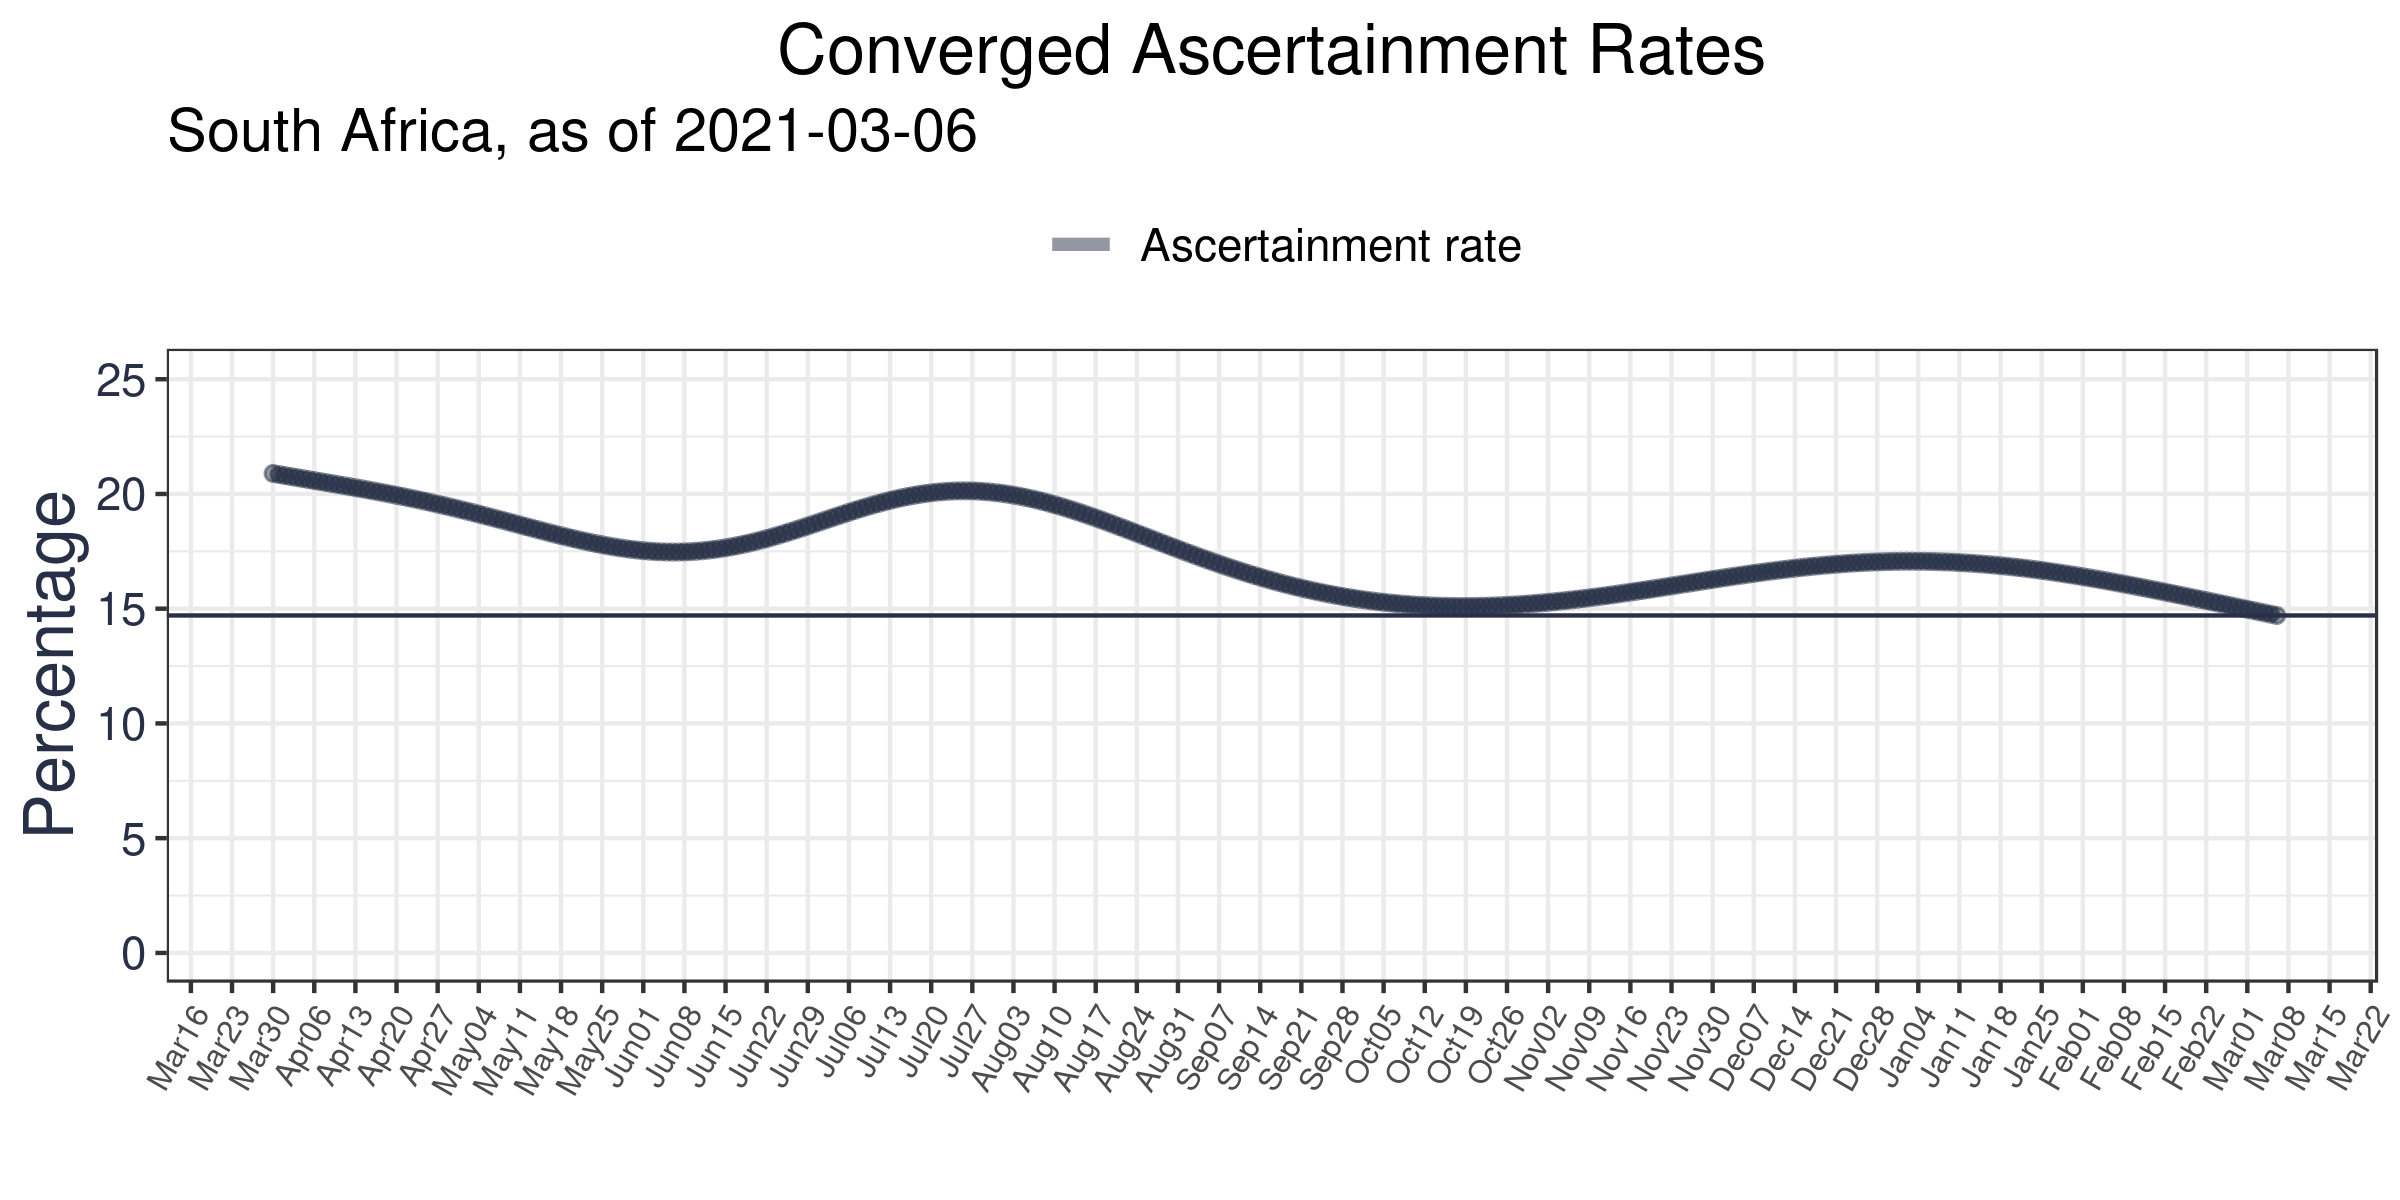 Converged Ascertainment Rates
South Africa, as of 2021-03-06
Ascertainment rate
Percentage
25
20
15
10
5
0
Mar16 Mar23 Mar30 Apr06 Apr13 Apr20 Apr27 May04 May11 May18 May25 Jun01 Jun08 Jun15 Jun22 Jun29 Jul06 Jul13 Jul20 Jul27 Aug03 Aug10 Aug17 Aug24 Aug31 Sep07 Sep14 Sep21 Sep28 Oct05 Oct12 Oct19 Oct26 Nov02 Nov09 Nov16 Nov23 Nov30 Dec07 Dec14 Dec21 Dec28 Jan04 Jan11 Jan18 Jan25 Feb01 Feb08 Feb15 Feb22 Mar01 Mar08 Mar15 Mar22